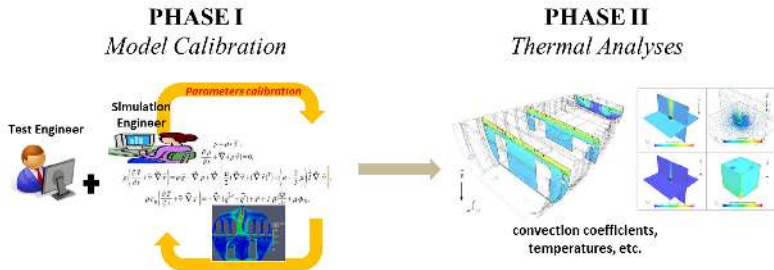 PHASE I
Model Calibration
Parameters calibration
Simulation
Engineer
Test Engineer
PHASE II
Thermal Analyses
convection coefficients,
temperatures, etc.